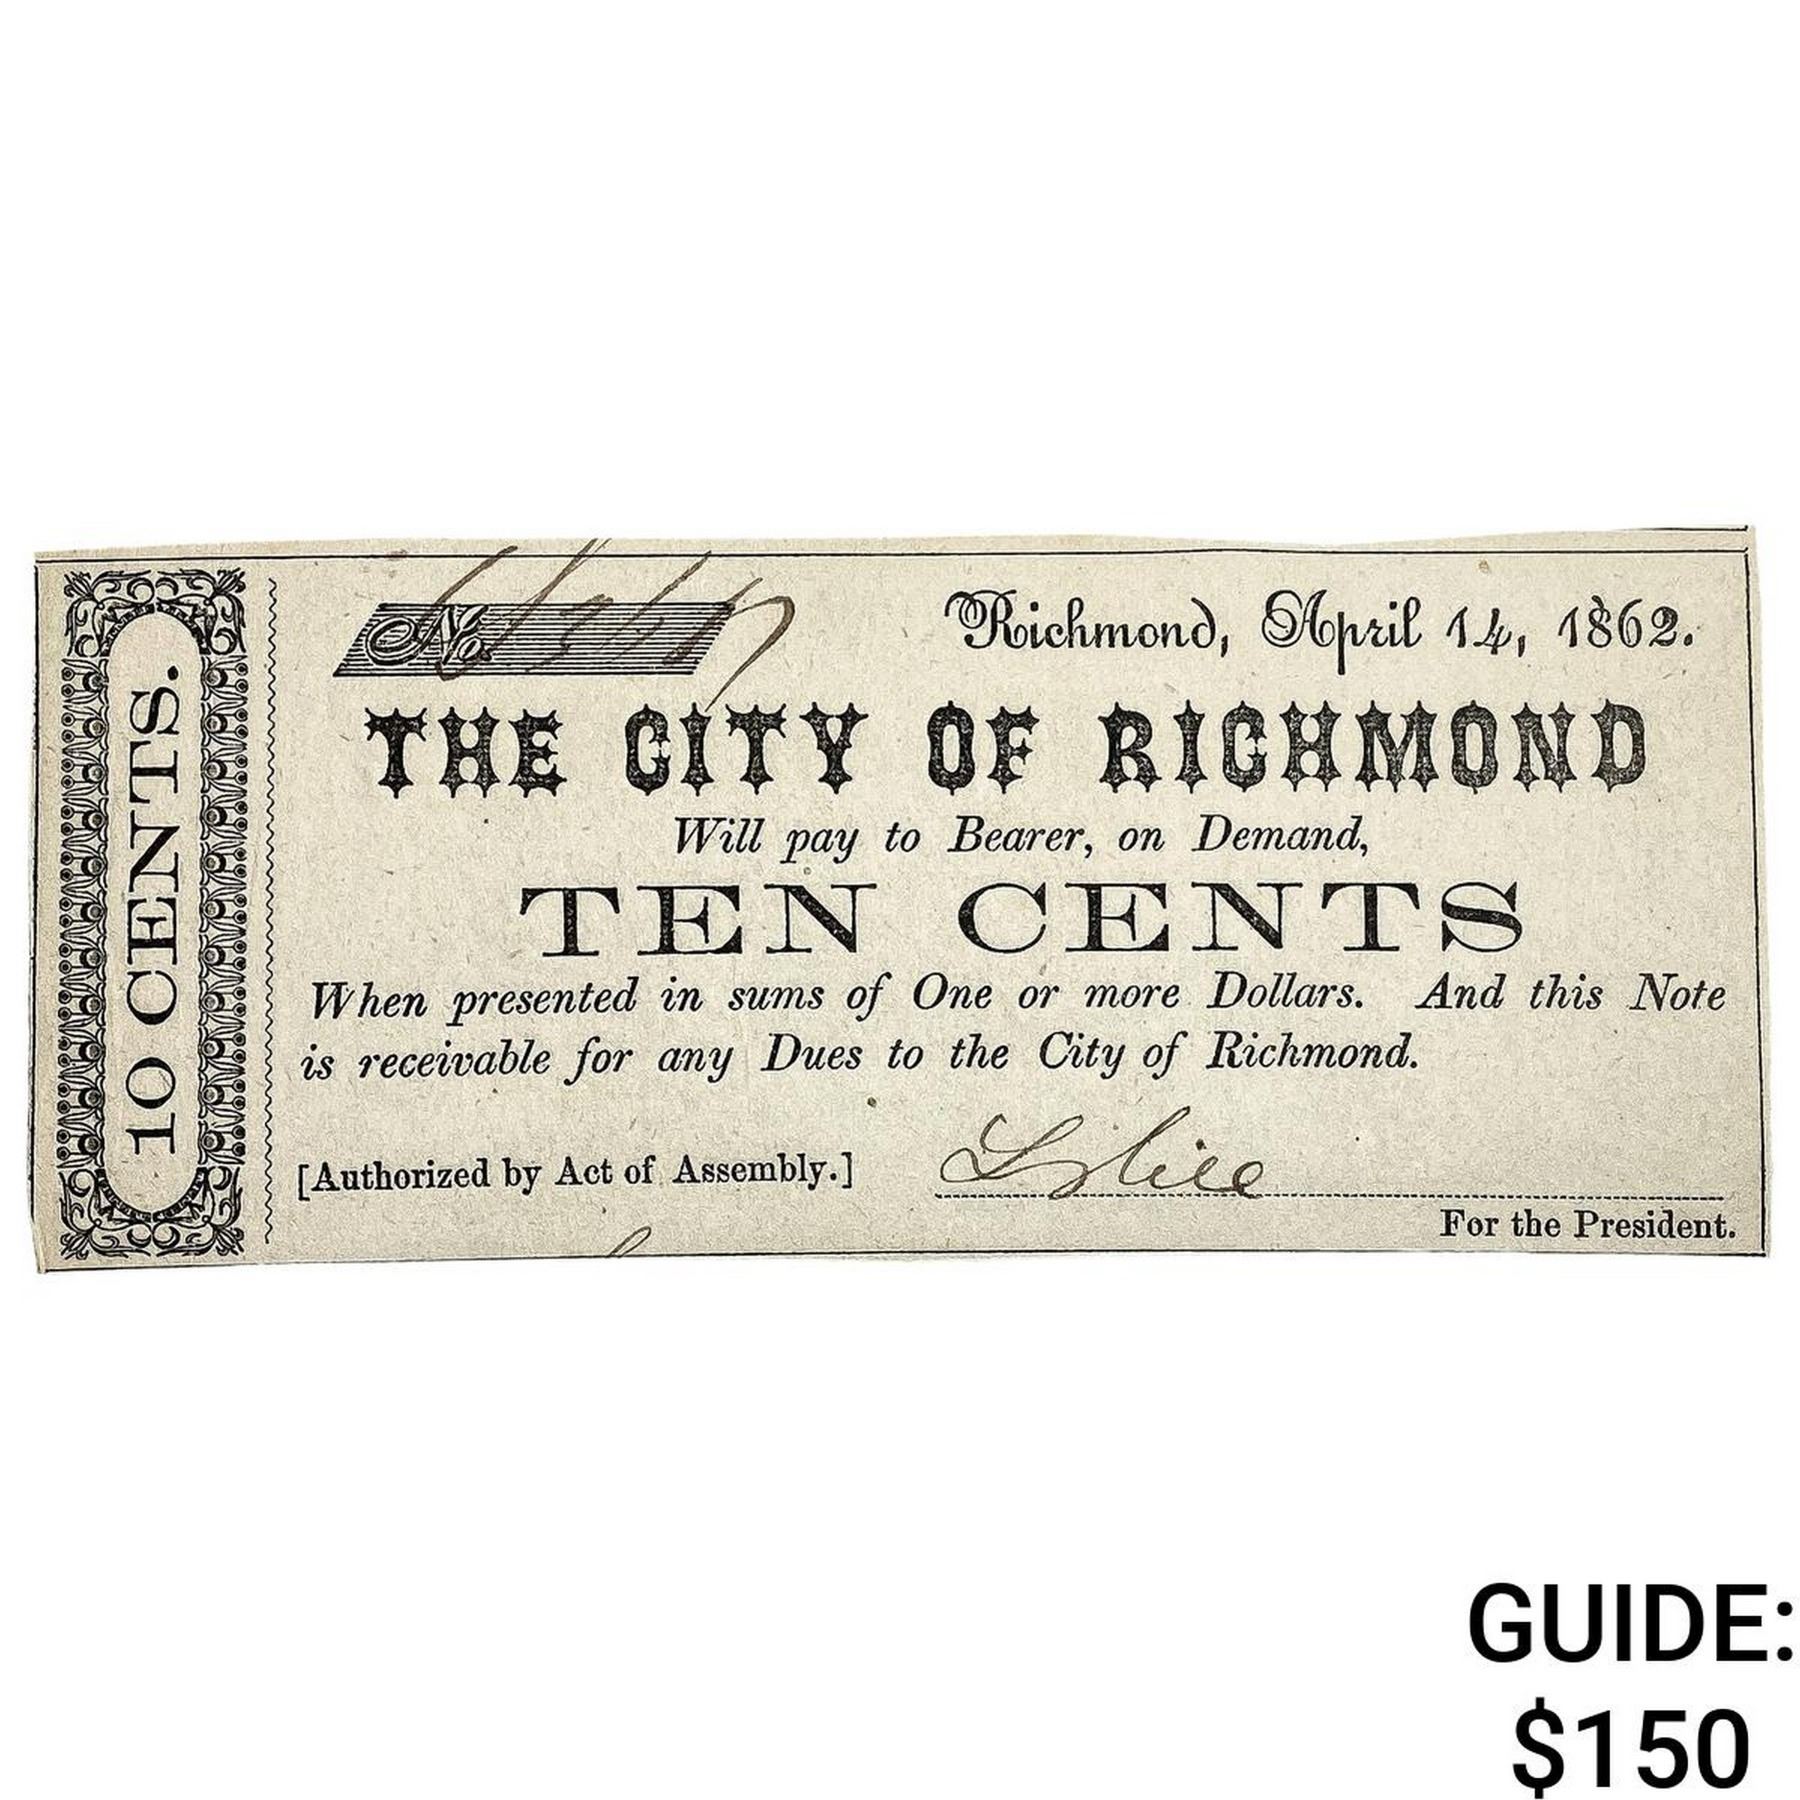 10 CENTS.
No.
Richmond, April 14, 1862.
THE CITY OF RICHMOND
Will pay to Bearer, on Demand,
TEN CENTS
When presented in sums of One or more Dollars. And this Note
is receivable for any Dues to the City of Richmond.
[Authorized by Act of Assembly.]
For the President.
GUIDE:
$150